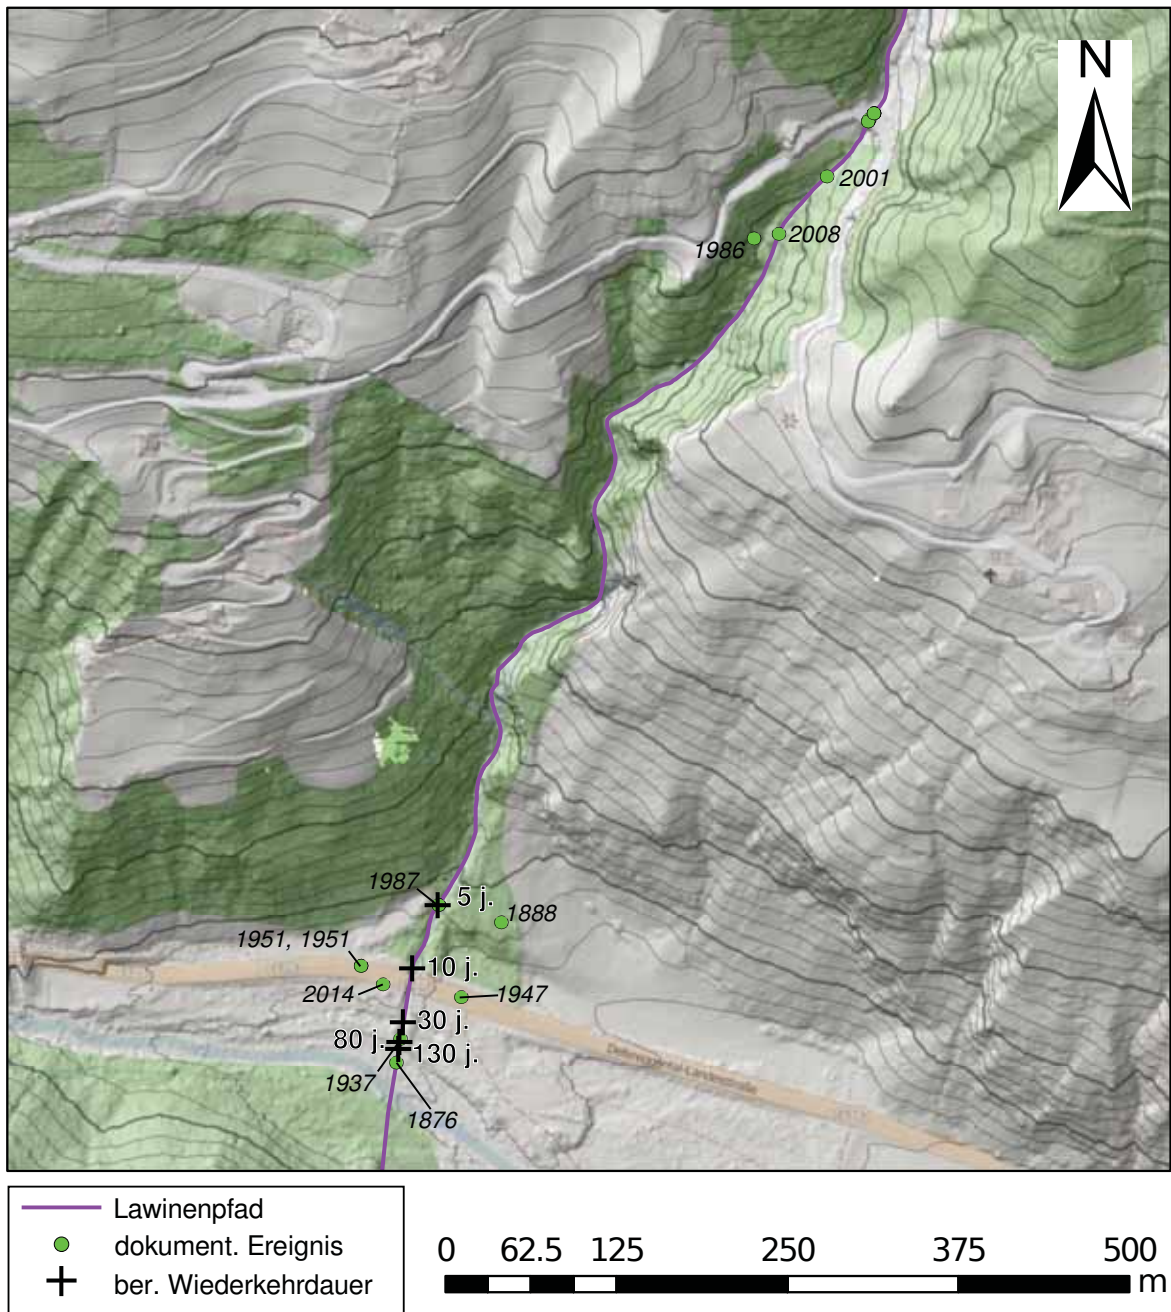 N
2001
2008
1986
1987
5 j.
1888
1951, 1951
10 j.
2014
1947
30 j.
80 j.
130 j.
1937
1876
Lawinenpfad
dokument. Ereignis
ber. Wiederkehrdauer
0 62.5 125 250 375 500
m